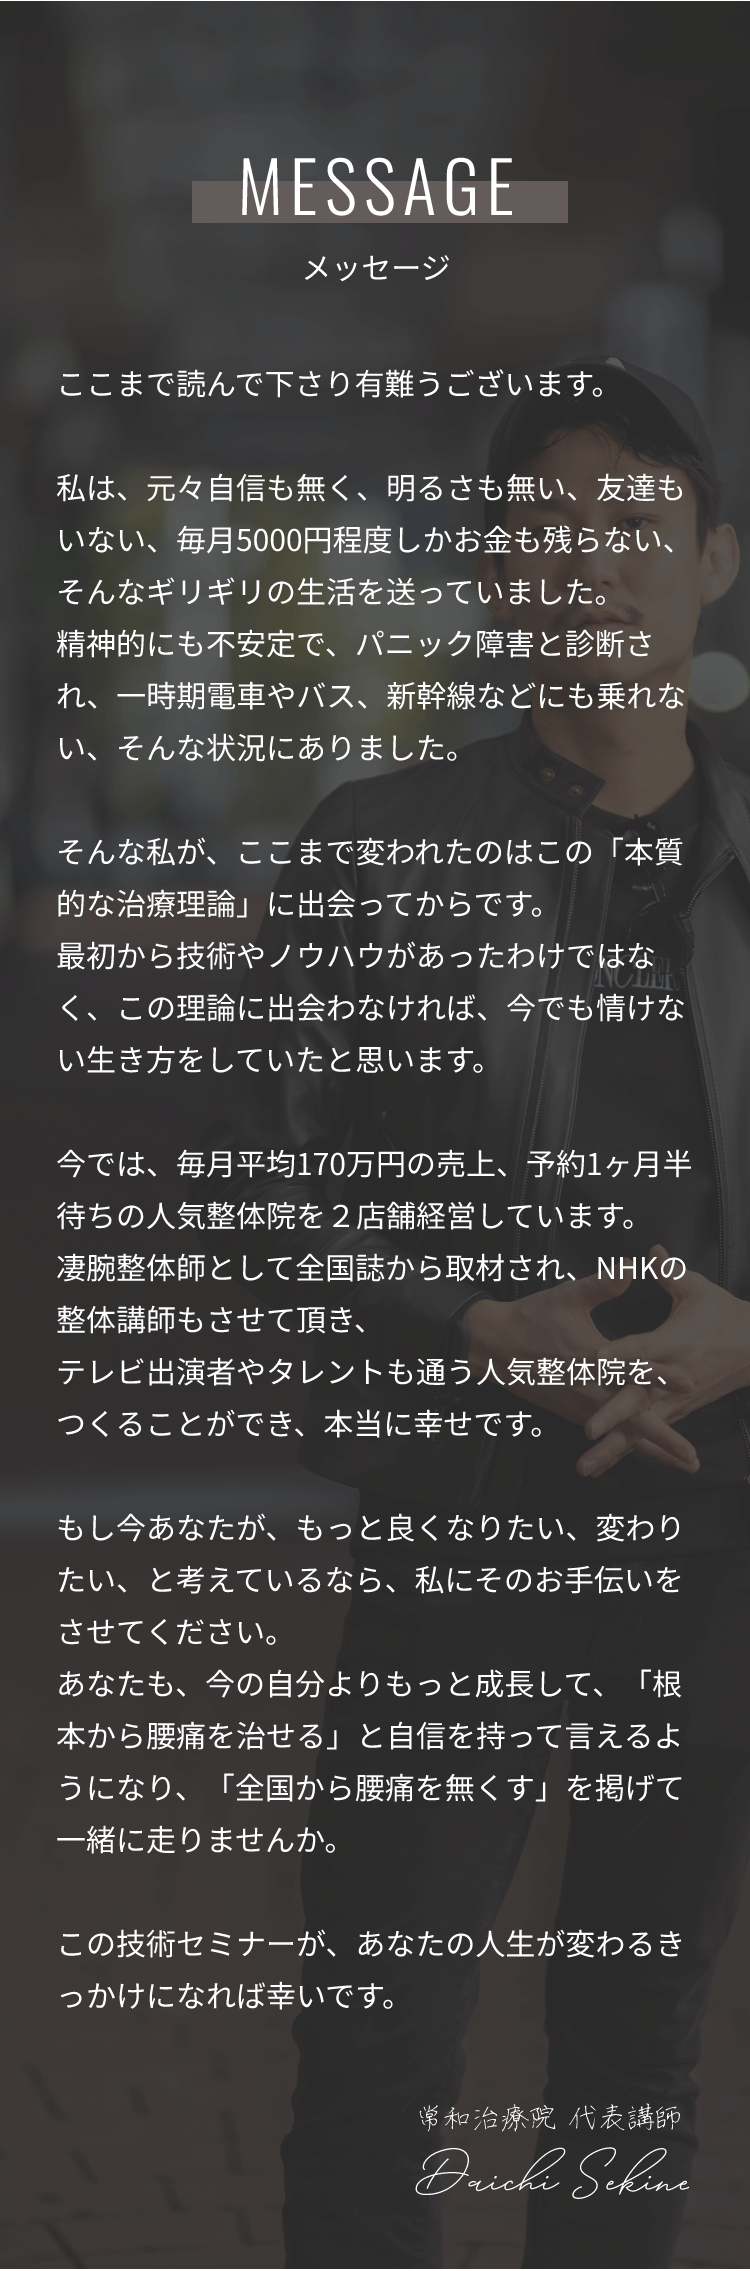 MESSAGE
メッセージ
ここまで読んで下さり有難うございます。
私は、元々自信も無く、明るさも無い、友達も
いない、毎月5000円程度しかお金も残らない、
そんなギリギリの生活を送っていました。
精神的にも不安定で、パニック障害と診断さ
れ、一時期電車やバス、新幹線などにも乗れな
い、そんな状況にありました。
そんな私が、ここまで変われたのはこの「本質
的な治療理論」に出会ってからです。
最初から技術やノウハウがあったわけではな
く、この理論に出会わなければ、今でも情けな
い生き方をしていたと思います。
今では、毎月平均170万円の売上、予約1ヶ月半
待ちの人気整体院を２店舗経営しています。
凄腕整体師として全国誌から取材され、NHKの
整体講師もさせて頂き、
テレビ出演者やタレントも通う人気整体院を、
つくることができ、本当に幸せです。
もし今あなたが、もっと良くなりたい、変わり
たい、と考えているなら、私にそのお手伝いを
させてください。
あなたも、今の自分よりもっと成長して、「根
本から腰痛を治せる」と自信を持って言えるよ
うになり、「全国から腰痛を無くす」を掲げて
一緒に走りませんか。
この技術セミナーが、あなたの人生が変わるき
っかけになれば幸いです。
常和治療院 代表講師
Daichi Sekine